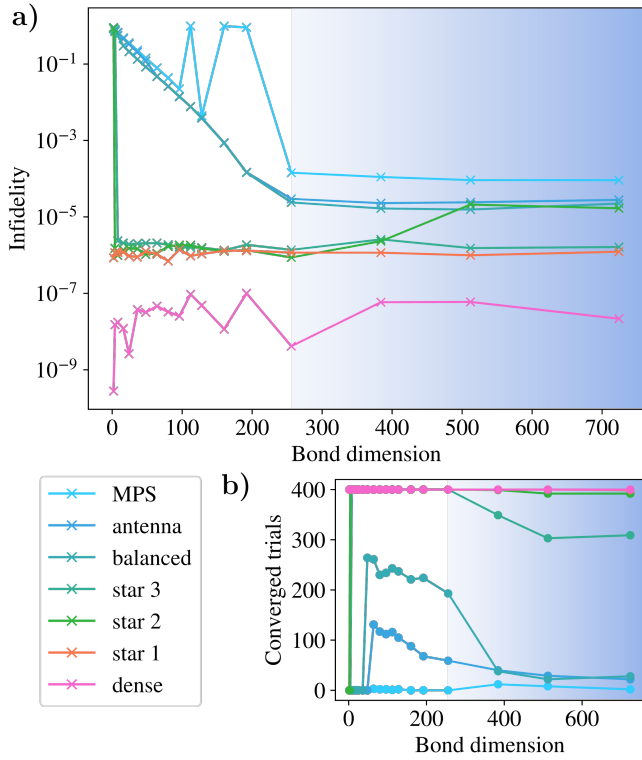 a)
Infidelity
10⁻¹
10⁻³
10⁻⁵
10⁻⁷
10⁻⁹
0 100 200 300 400 500 600 700
Bond dimension
MPS
antenna
balanced
star 3
star 2
star 1
dense
b)
Converged trials
400
300
200
100
0
0 200 400 600
Bond dimension